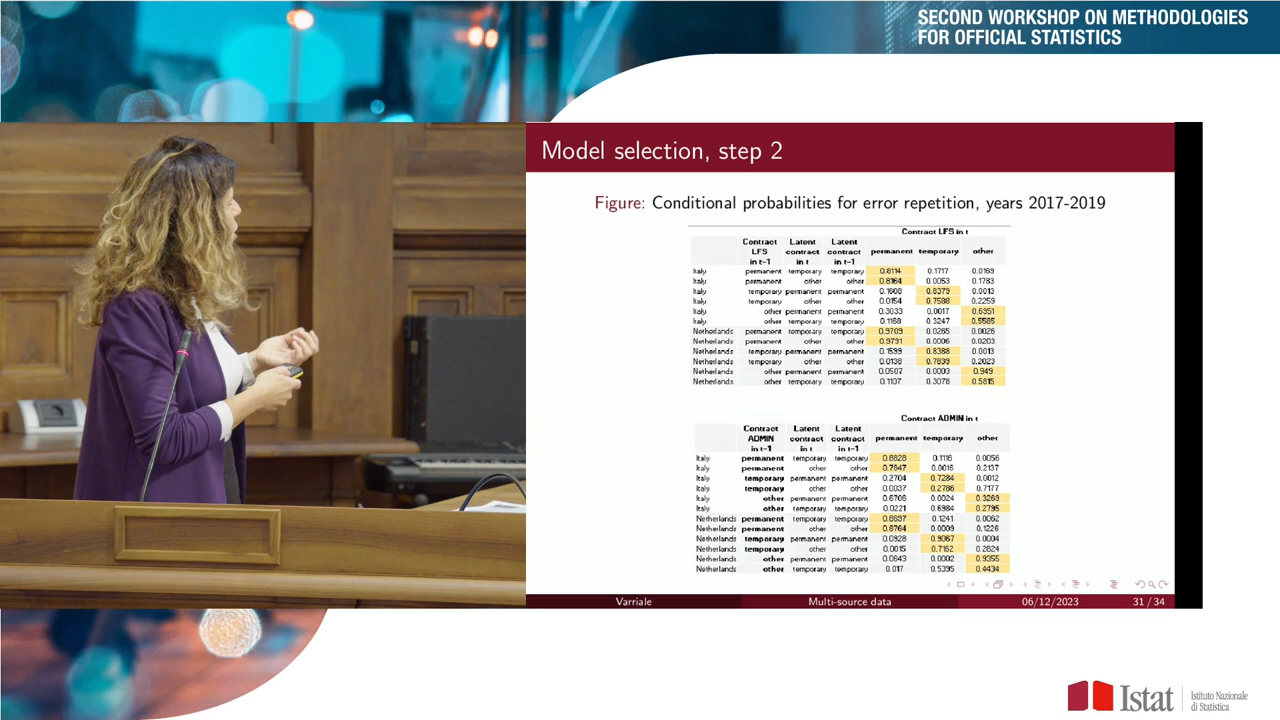 SECOND WORKSHOP ON METHODOLOGIES
FOR OFFICIAL STATISTICS
Model selection, step 2
Figure: Conditional probabilities for error repetition, years 2017-2019
Contract LFS in t
Contract LFS in t-1 Latent contract in t Latent contract in t-1 permanent temporary other
Italy permanent temporary temporary 0.8114 0.1717 0.0169
Italy permanent other other 0.8164 0.0053 0.1783
Italy temporary permanent permanent 0.1608 0.8379 0.0013
Italy temporary other other 0.0154 0.7588 0.2259
Italy other permanent permanent 0.3033 0.0017 0.6951
Italy other temporary temporary 0.1168 0.3247 0.5585
Netherlands permanent temporary temporary 0.9709 0.0265 0.0026
Netherlands permanent other other 0.9791 0.0006 0.0203
Netherlands temporary permanent permanent 0.1599 0.8388 0.0013
Netherlands temporary other other 0.0138 0.7839 0.2023
Netherlands other permanent permanent 0.0507 0.0003 0.949
Netherlands other temporary temporary 0.1107 0.3078 0.5815
Contract ADMIN in t
Contract ADMIN in t-1 Latent contract in t Latent contract in t-1 permanent temporary other
Italy permanent temporary temporary 0.8828 0.1116 0.0056
Italy permanent other other 0.7847 0.0016 0.2137
Italy temporary permanent permanent 0.2704 0.7284 0.0012
Italy temporary other other 0.0037 0.2786 0.7177
Italy other permanent permanent 0.6706 0.0024 0.3269
Italy other temporary temporary 0.0221 0.6984 0.2795
Netherlands permanent temporary temporary 0.8697 0.1241 0.0062
Netherlands permanent other other 0.8764 0.0009 0.1226
Netherlands temporary permanent permanent 0.0928 0.9067 0.0004
Netherlands temporary other other 0.0015 0.7162 0.2824
Netherlands other permanent permanent 0.0643 0.0002 0.9355
Netherlands other temporary temporary 0.017 0.5395 0.4434
Varriale Multi-source data 06/12/2023 31 / 34
Istat Istituto Nazionale
di Statistica